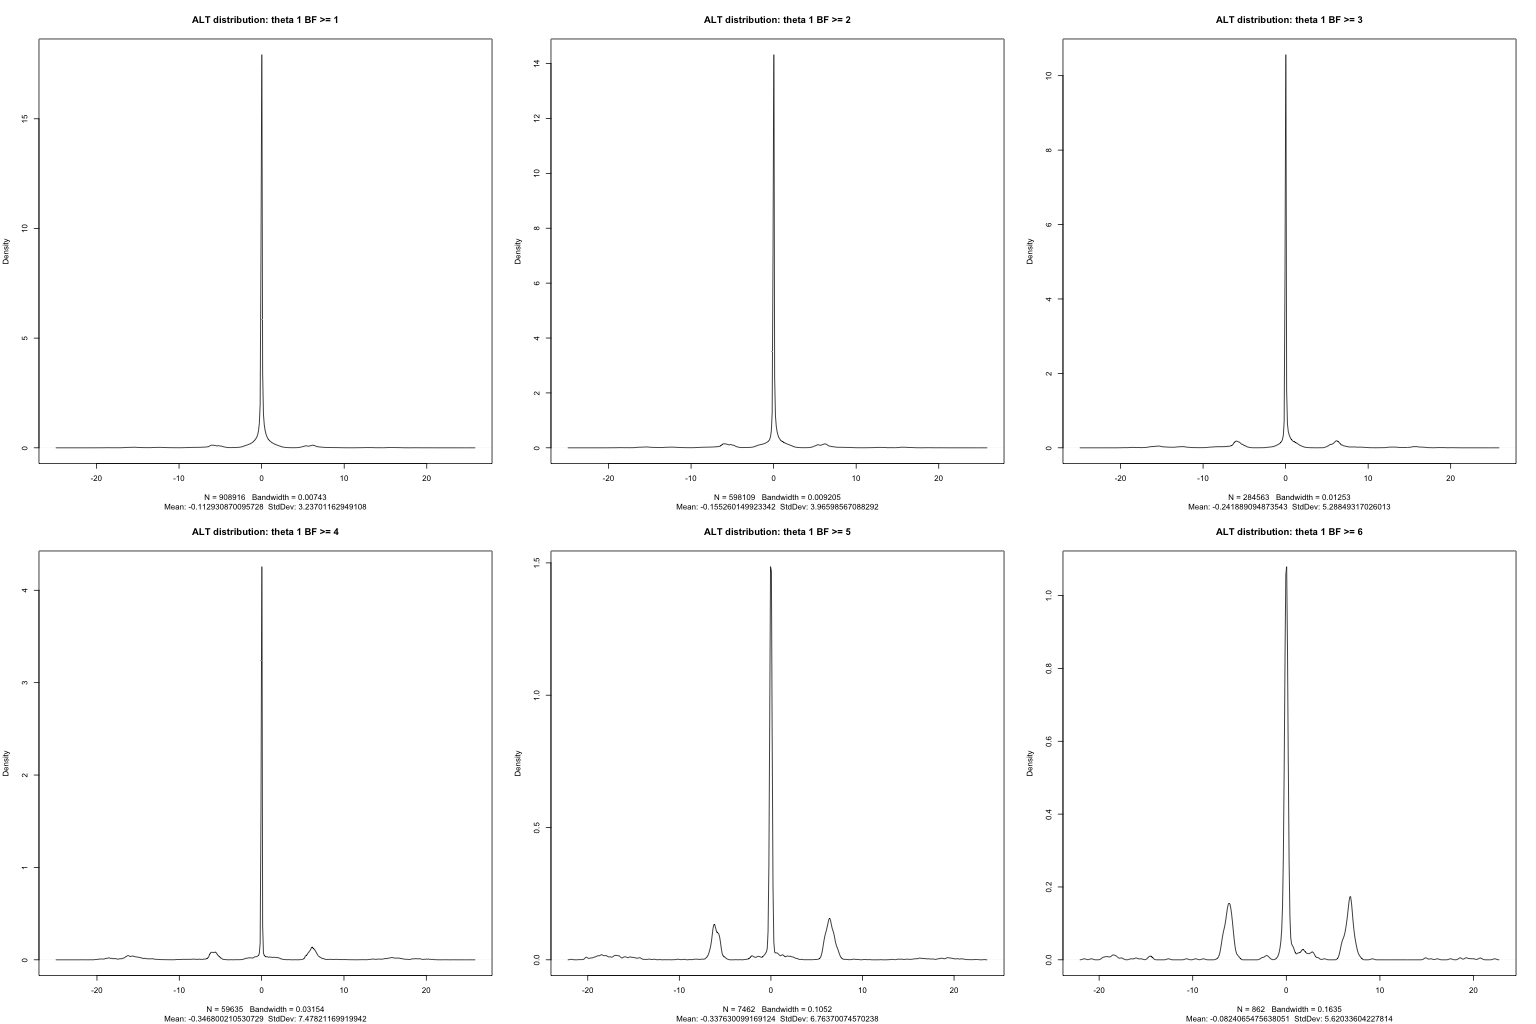 ALT distribution: theta 1 BF >= 1
Density
15
10
5
0
-20 -10 0 10 20
N = 908916 Bandwidth = 0.00743
Mean: -0.112930870095728 StdDev: 3.23701162949108
ALT distribution: theta 1 BF >= 2
Density
14
12
10
8
6
4
2
0
-20 -10 0 10 20
N = 598109 Bandwidth = 0.009205
Mean: -0.155260149923342 StdDev: 3.96598567088292
ALT distribution: theta 1 BF >= 3
Density
10
8
6
4
2
0
-20 -10 0 10 20
N = 284563 Bandwidth = 0.01253
Mean: -0.241889094873543 StdDev: 5.28849317026013
ALT distribution: theta 1 BF >= 4
Density
4
3
2
1
0
-20 -10 0 10 20
N = 59635 Bandwidth = 0.03154
Mean: -0.346800210530729 StdDev: 7.47821169919942
ALT distribution: theta 1 BF >= 5
Density
1.5
1.0
0.5
0.0
-20 -10 0 10 20
N = 7462 Bandwidth = 0.1052
Mean: -0.337630099169124 StdDev: 6.76370074570238
ALT distribution: theta 1 BF >= 6
Density
1.0
0.8
0.6
0.4
0.2
0.0
-20 -10 0 10 20
N = 862 Bandwidth = 0.1635
Mean: -0.0824065475638051 StdDev: 5.62033604227814